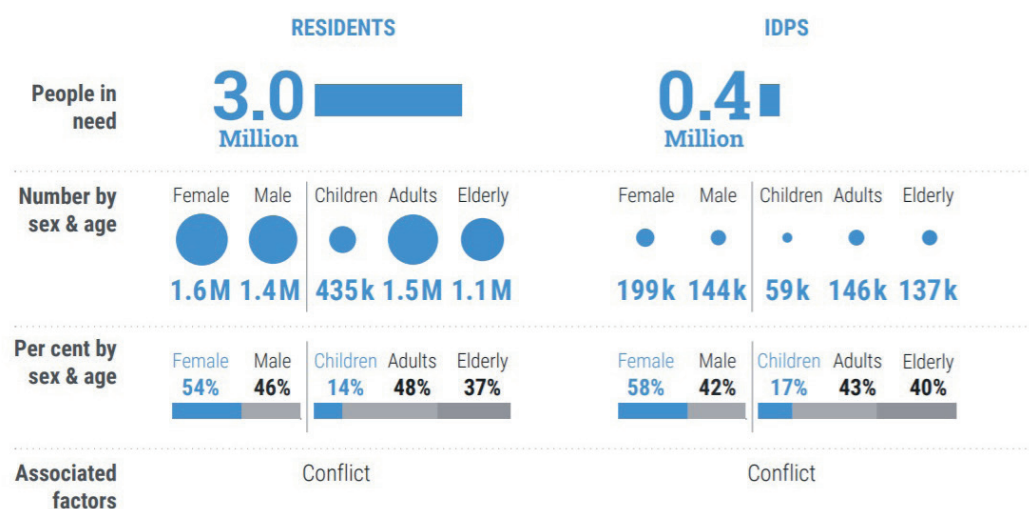 RESIDENTS IDPS
People in
need
3.0
Million
0.4
Million
Number by
sex & age
Female Male Children Adults Elderly Female Male Children Adults Elderly
1.6M 1.4M 435k 1.5M 1.1M 199k 144k 59k 146k 137k
Per cent by
sex & age
Female Male Children Adults Elderly Female Male Children Adults Elderly
54% 46% 14% 48% 37% 58% 42% 17% 43% 40%
Associated
factors
Conflict Conflict